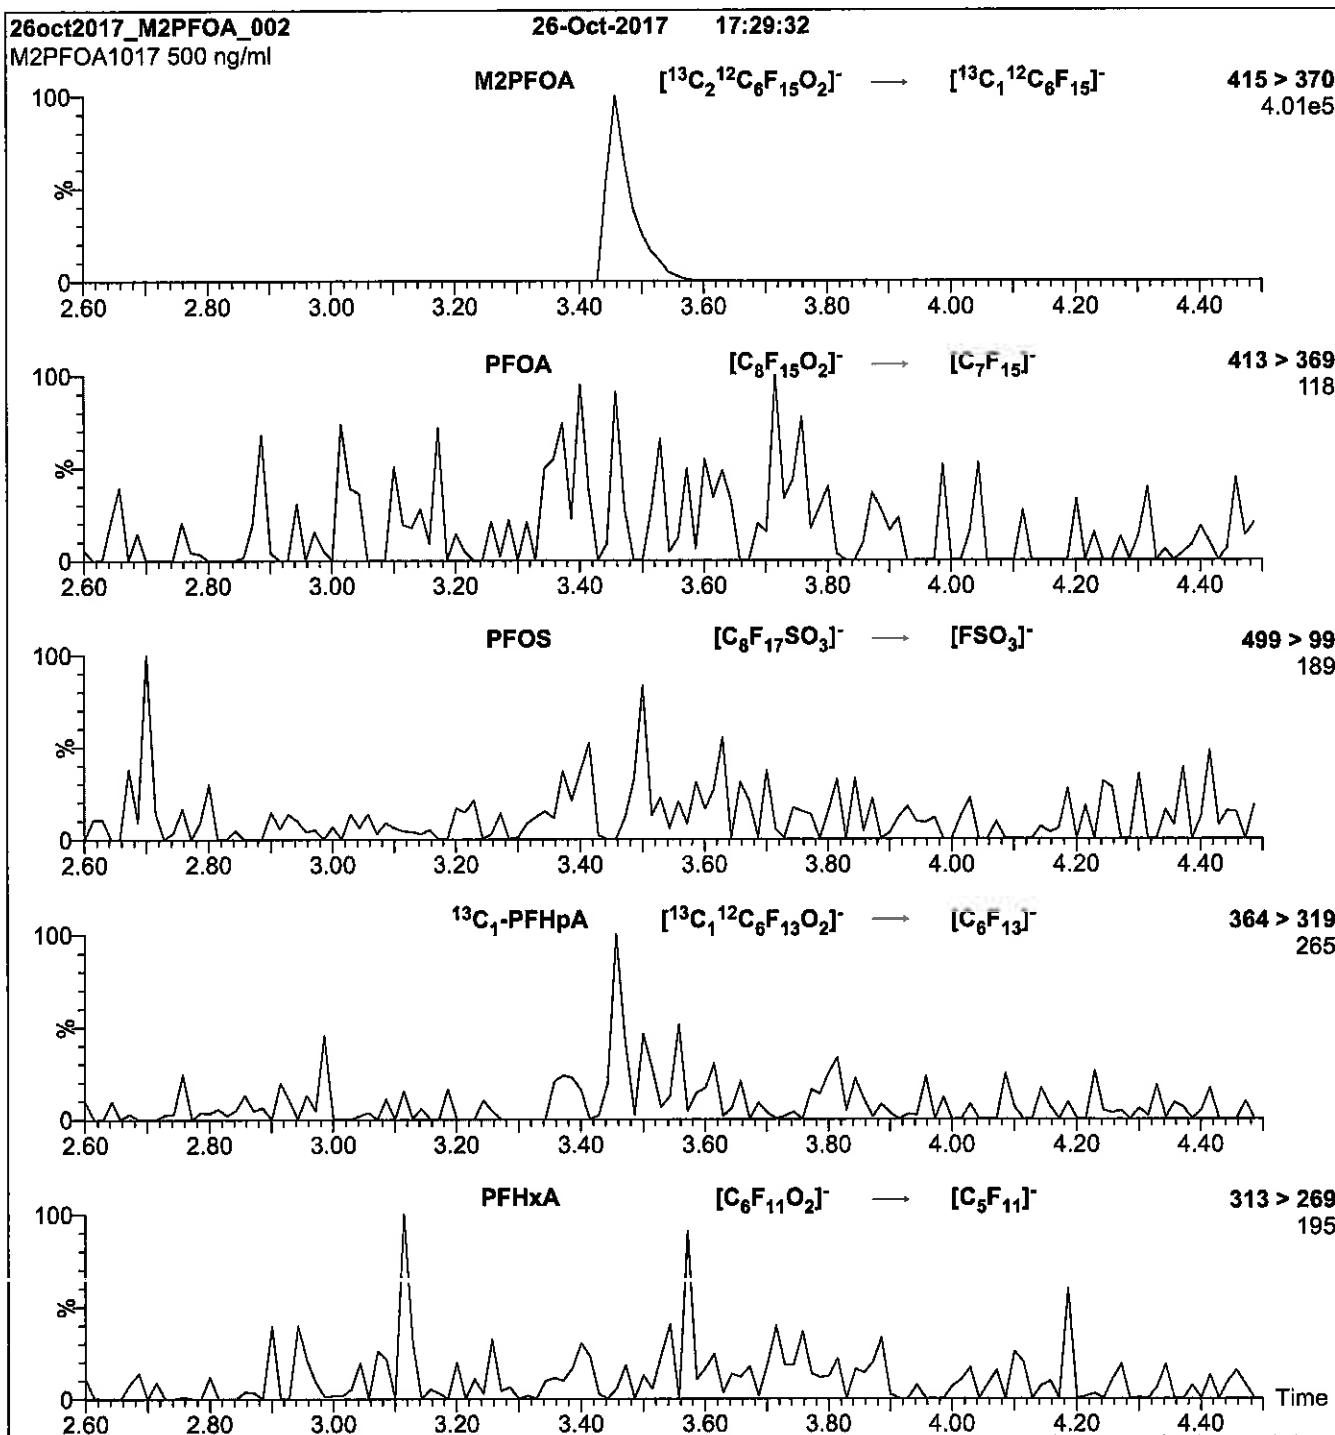 26oct2017_M2PFOA_002 26-Oct-2017 17:29:32
M2PFOA1017 500 ng/ml
M2PFOA [¹³C₂¹²C₆F₁₅O₂]⁻ → [¹³C₁¹²C₆F₁₅]⁻ 415 > 370
4.01e5
100
%
0
2.60 2.80 3.00 3.20 3.40 3.60 3.80 4.00 4.20 4.40
PFOA [C₈F₁₅O₂]⁻ → [C₇F₁₅]⁻ 413 > 369
118
100
%
0
2.60 2.80 3.00 3.20 3.40 3.60 3.80 4.00 4.20 4.40
PFOS [C₈F₁₇SO₃]⁻ → [FSO₃]⁻ 499 > 99
189
100
%
0
2.60 2.80 3.00 3.20 3.40 3.60 3.80 4.00 4.20 4.40
¹³C₁-PFHpA [¹³C₁¹²C₆F₁₃O₂]⁻ → [C₆F₁₃]⁻ 364 > 319
265
100
%
0
2.60 2.80 3.00 3.20 3.40 3.60 3.80 4.00 4.20 4.40
PFHxA [C₆F₁₁O₂]⁻ → [C₅F₁₁]⁻ 313 > 269
195
100
%
0
Time
2.60 2.80 3.00 3.20 3.40 3.60 3.80 4.00 4.20 4.40